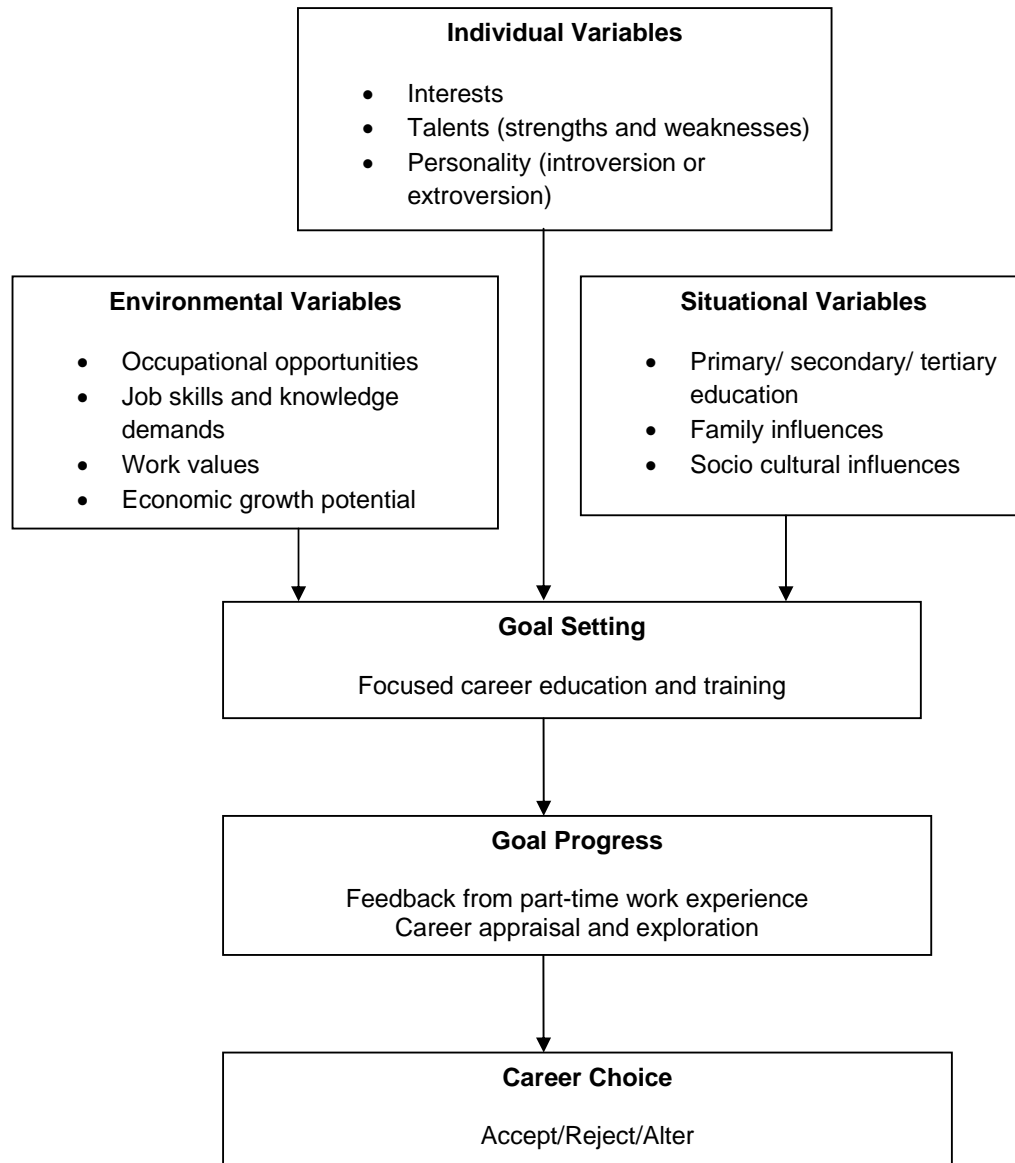 Individual Variables
• Interests
• Talents (strengths and weaknesses)
• Personality (introversion or
extroversion)
Environmental Variables
• Occupational opportunities
• Job skills and knowledge
demands
• Work values
• Economic growth potential
Situational Variables
• Primary/ secondary/ tertiary
education
• Family influences
• Socio cultural influences
Goal Setting
Focused career education and training
Goal Progress
Feedback from part-time work experience
Career appraisal and exploration
Career Choice
Accept/Reject/Alter